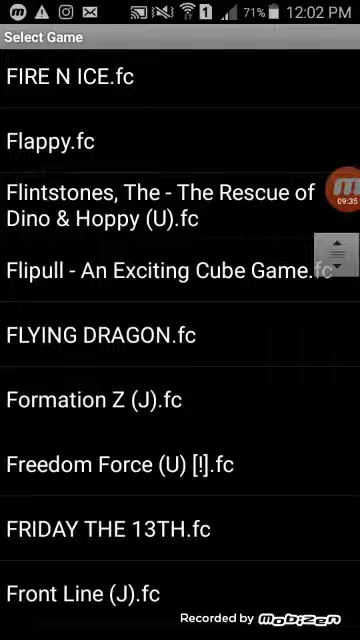 71% 12:02 PM
Select Game
FIRE N ICE.fc
Flappy.fc
Flintstones, The - The Rescue of
Dino & Hoppy (U).fc
09:35
Flipull - An Exciting Cube Game.fc
FLYING DRAGON.fc
Formation Z (J).fc
Freedom Force (U) [!].fc
FRIDAY THE 13TH.fc
Front Line (J).fc
Recorded by Mobizen